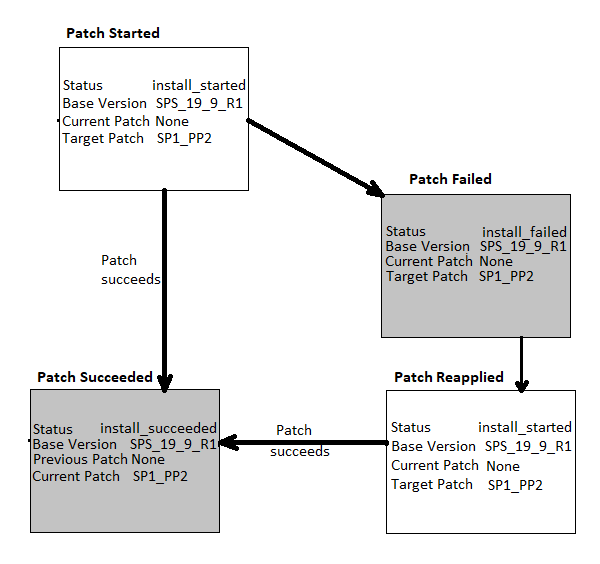 Patch Started
Status install_started
Base Version SPS_19_9_R1
Current Patch None
Target Patch SP1_PP2
Patch Failed
Status install_failed
Base Version SPS_19_9_R1
Current Patch None
Target Patch SP1_PP2
Patch
succeeds
Patch Succeeded
Status install_succeeded
Base Version SPS_19_9_R1
Previous Patch None
Current Patch SP1_PP2
Patch
succeeds
Patch Reapplied
Status install_started
Base Version SPS_19_9_R1
Current Patch None
Target Patch SP1_PP2